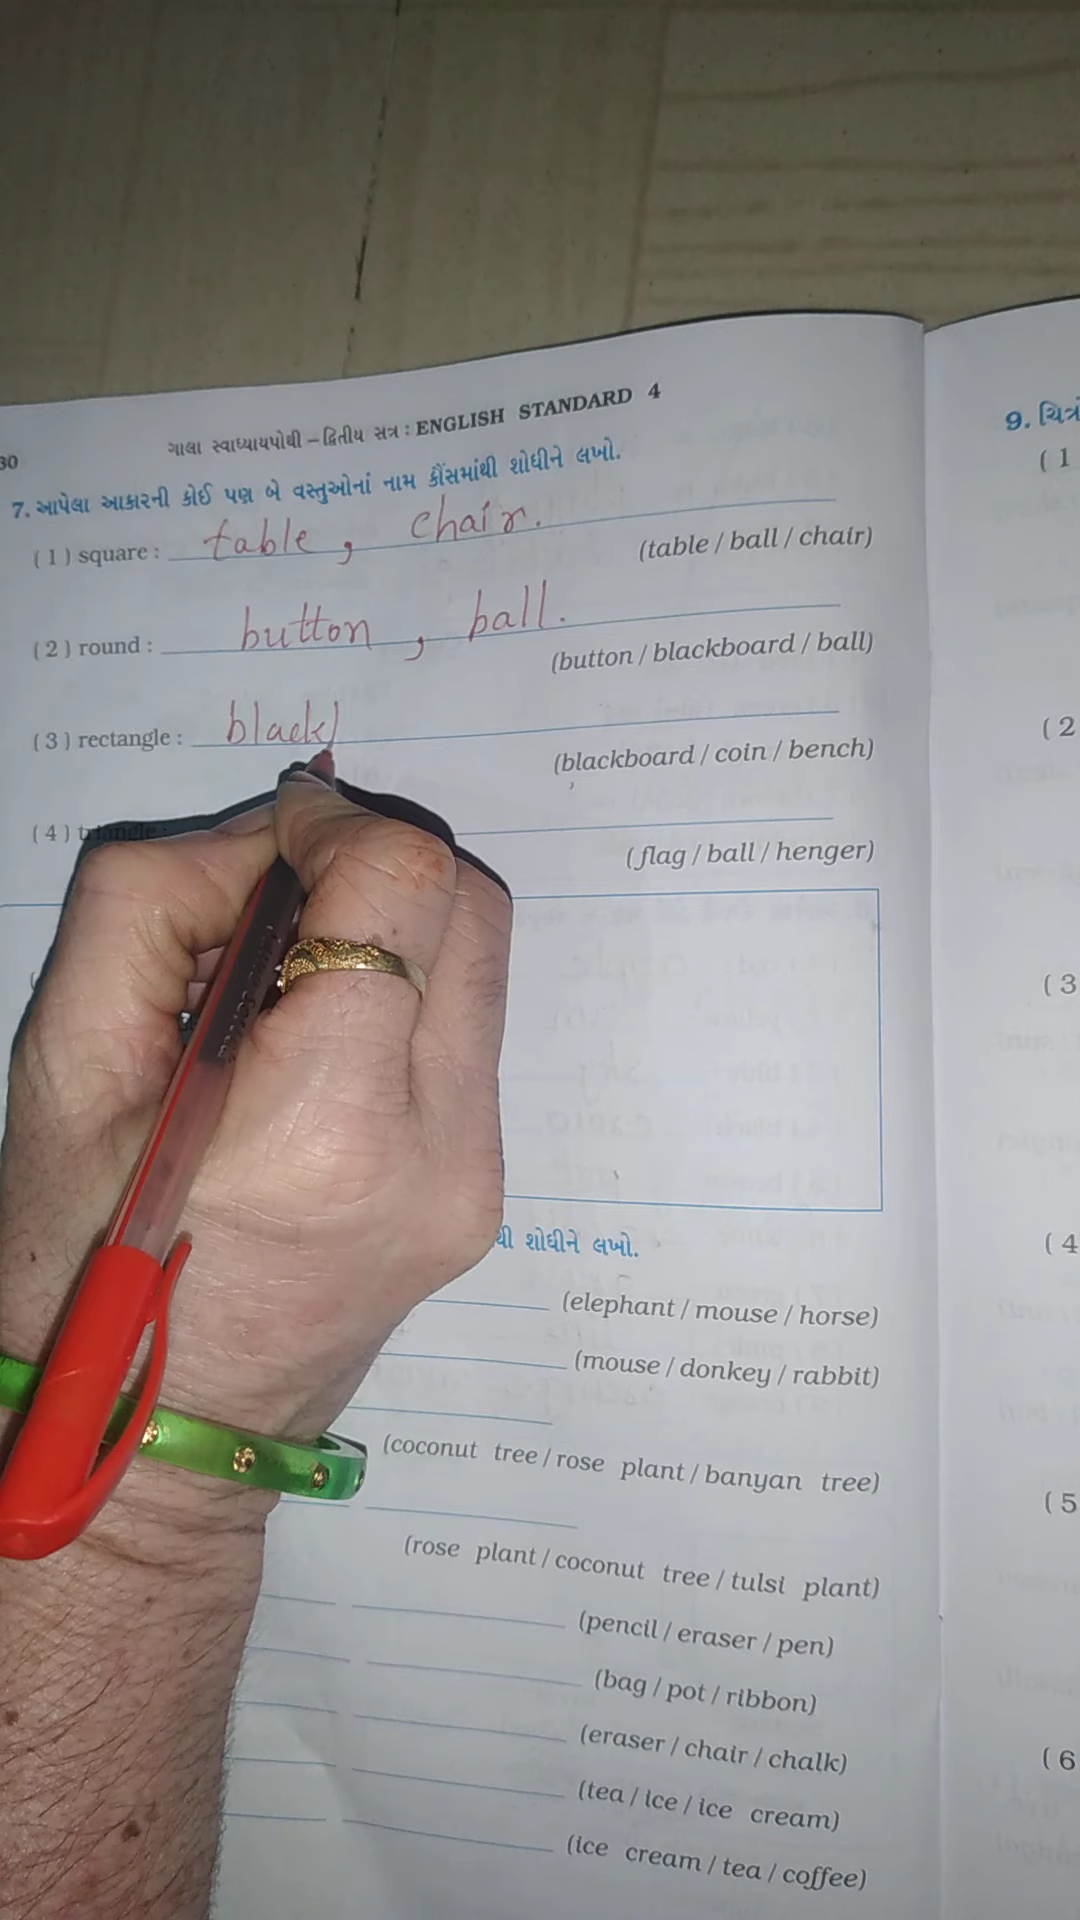 30
ગાલા સ્વાધ્યાયપોથી – દ્વિતીય સત્ર : ENGLISH STANDARD 4
7. આપેલા આકારની કોઈ પણ બે વસ્તુઓનાં નામ કૌંસમાંથી શોધીને લખો.
( 1 ) square : table , chair.
(table / ball / chair)
( 2 ) round : button , ball.
(button / blackboard / ball)
( 3 ) rectangle : black
(blackboard / coin / bench)
( 4 ) triangle :
( flag / ball / henger)
શોધીને લખો.
(elephant / mouse / horse)
(mouse / donkey / rabbit)
(coconut tree / rose plant / banyan tree)
(rose plant / coconut tree / tulsi plant)
(pencil / eraser / pen)
(bag / pot / ribbon)
(eraser / chair / chalk)
(tea / ice / ice cream)
(ice cream / tea / coffee)
9.
( 1
( 2
( 3
( 4
( 5
( 6